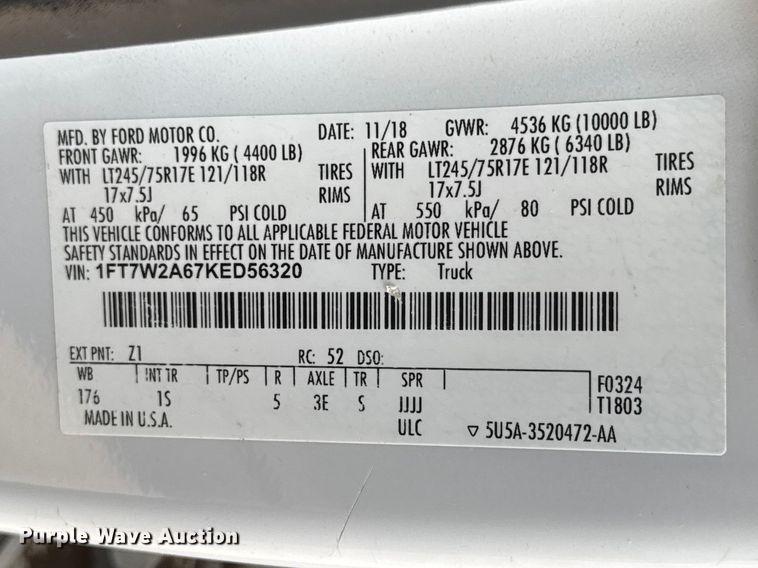 MFD. BY FORD MOTOR CO. DATE: 11/18 GVWR: 4536 KG (10000 LB)
FRONT GAWR: 1996 KG ( 4400 LB) REAR GAWR: 2876 KG ( 6340 LB)
WITH LT245/75R17E 121/118R TIRES WITH LT245/75R17E 121/118R TIRES
17x7.5J RIMS 17x7.5J RIMS
AT 450 kPa/ 65 PSI COLD AT 550 kPa/ 80 PSI COLD
THIS VEHICLE CONFORMS TO ALL APPLICABLE FEDERAL MOTOR VEHICLE
SAFETY STANDARDS IN EFFECT ON THE DATE OF MANUFACTURE SHOWN ABOVE.
VIN: 1FT7W2A67KED56320 TYPE: Truck
EXT PNT: Z1 RC: 52 DSO:
WB INT TR TP/PS R AXLE TR SPR F0324
176 1S 5 3E S JJJJ T1803
MADE IN U.S.A. ULC 5U5A-3520472-AA
Purple Wave Auction